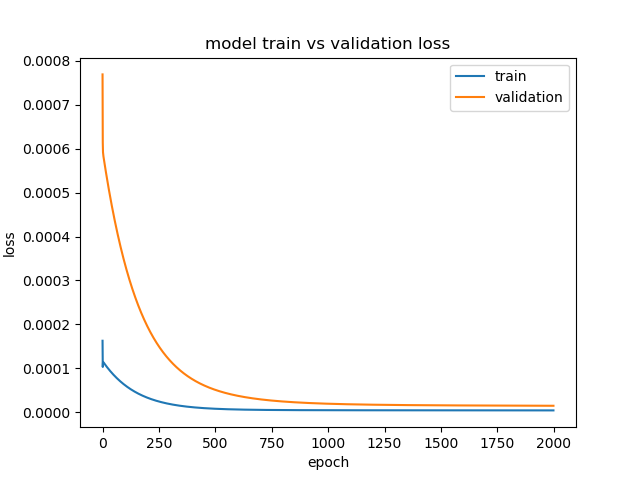 model train vs validation loss
train
validation
0.0008
0.0007
0.0006
0.0005
0.0004
0.0003
0.0002
0.0001
0.0000
loss
0 250 500 750 1000 1250 1500 1750 2000
epoch